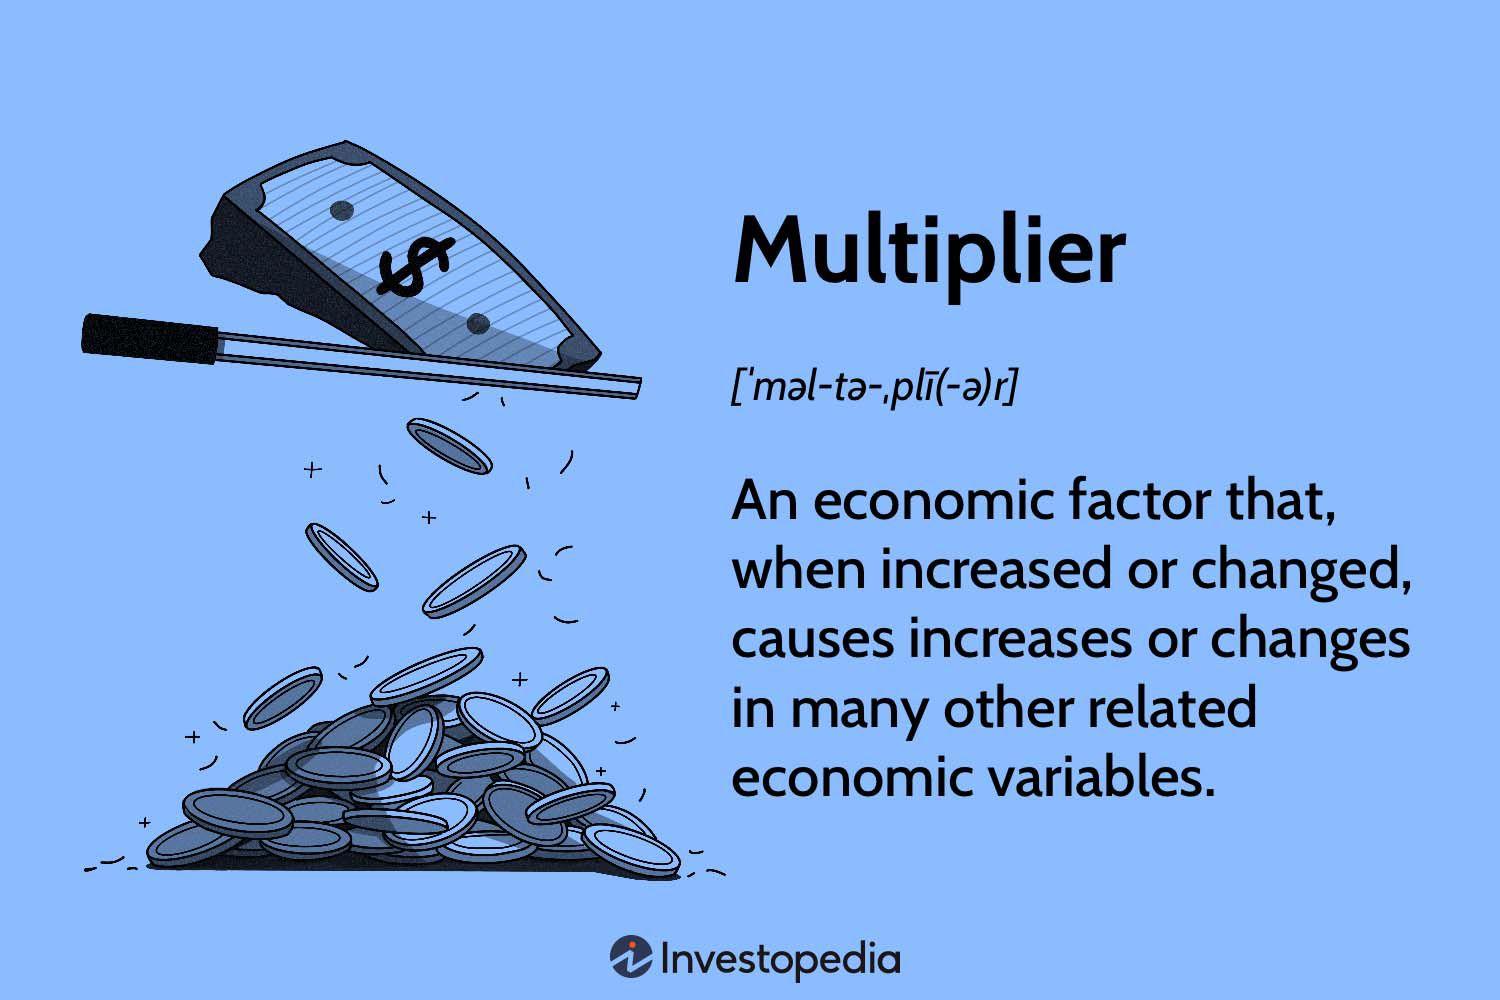 $
Multiplier
[ˈməl-tə-ˌplī(-ə)r]
An economic factor that,
when increased or changed,
causes increases or changes
in many other related
economic variables.
Investopedia